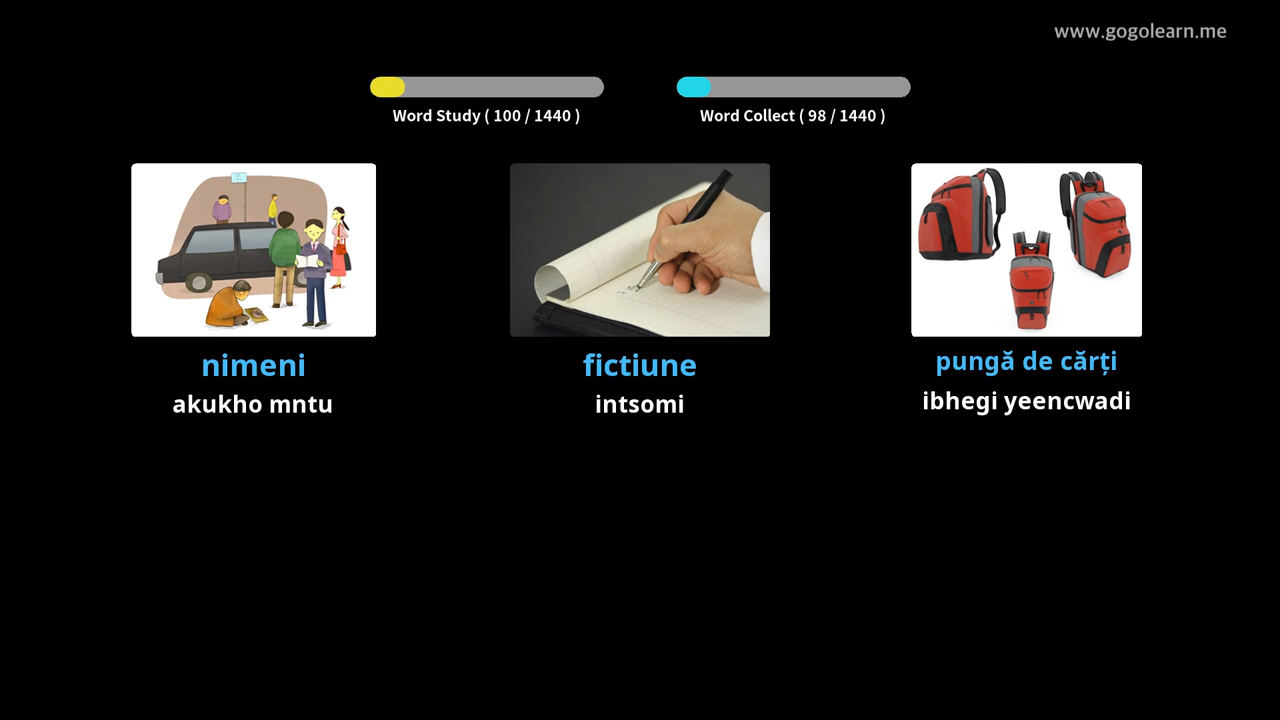 www.gogolearn.me
Word Study ( 100 / 1440 )
Word Collect ( 98 / 1440 )
nimeni
fictiune
pungă de cărți
akukho mntu
intsomi
ibhegi yeencwadi